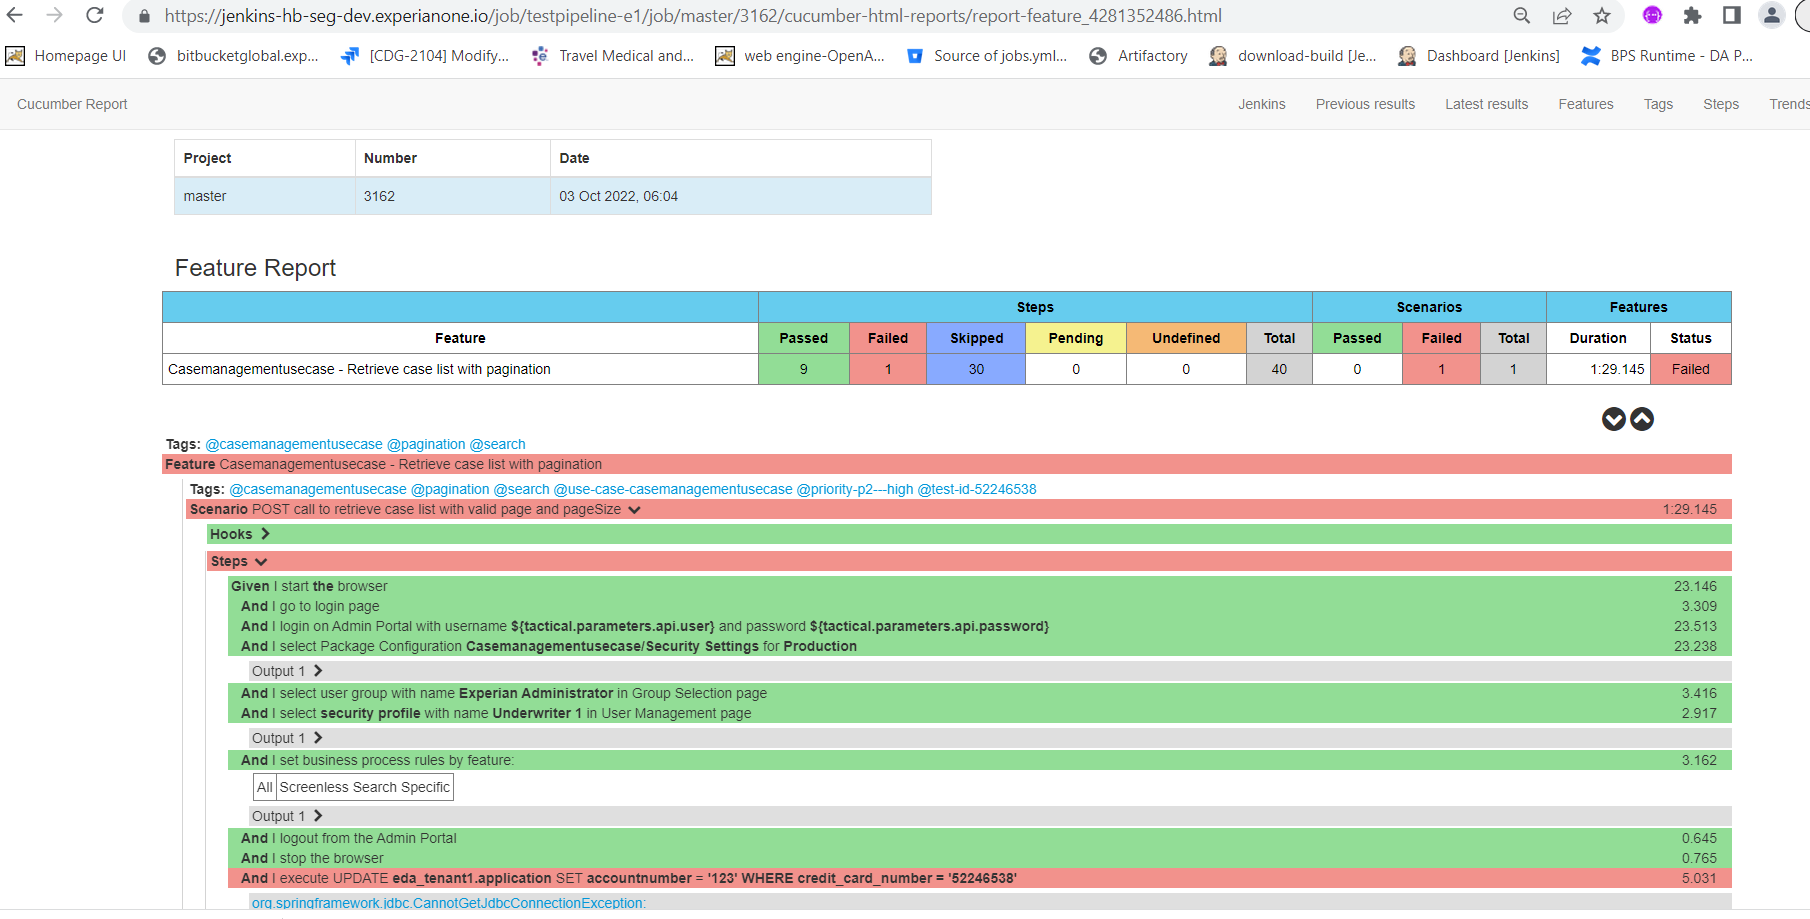 https://jenkins-hb-seg-dev.experianone.io/job/testpipeline-e1/job/master/3162/cucumber-html-reports/report-feature_4281352486.html
Homepage UI bitbucketglobal.exp... [CDG-2104] Modify,... Travel Medical and... web engine-OpenA... Source of jobs.yml... Artifactory download-build [Je... Dashboard [Jenkins] BPS Runtime - DA P...
Cucumber Report Jenkins Previous results Latest results Features Tags Steps Trends
Project Number Date
master 3162 03 Oct 2022, 06:04
Feature Report
Steps Scenarios Features
Feature Passed Failed Skipped Pending Undefined Total Passed Failed Total Duration Status
Casemanagementusecase - Retrieve case list with pagination 9 1 30 0 0 40 0 1 1 1:29.145 Failed
Tags: @casemanagementusecase @pagination @search
Feature Casemanagementusecase - Retrieve case list with pagination
Tags: @casemanagementusecase @pagination @search @use-case-casemanagementusecase @priority-p2---high @test-id-52246538
Scenario POST call to retrieve case list with valid page and pageSize 1:29.145
Hooks
Steps
Given I start the browser 23.146
And I go to login page 3.309
And I login on Admin Portal with username ${tactical.parameters.api.user} and password ${tactical.parameters.api.password} 23.513
And I select Package Configuration Casemanagementusecase/Security Settings for Production 23.238
Output 1
And I select user group with name Experian Administrator in Group Selection page 3.416
And I select security profile with name Underwriter 1 in User Management page 2.917
Output 1
And I set business process rules by feature: 3.162
All Screenless Search Specific
Output 1
And I logout from the Admin Portal 0.645
And I stop the browser 0.765
And I execute UPDATE eda_tenant1.application SET accountnumber = '123' WHERE credit_card_number = '52246538' 5.031
org.springframework.jdbc.CannotGetJdbcConnectionException: